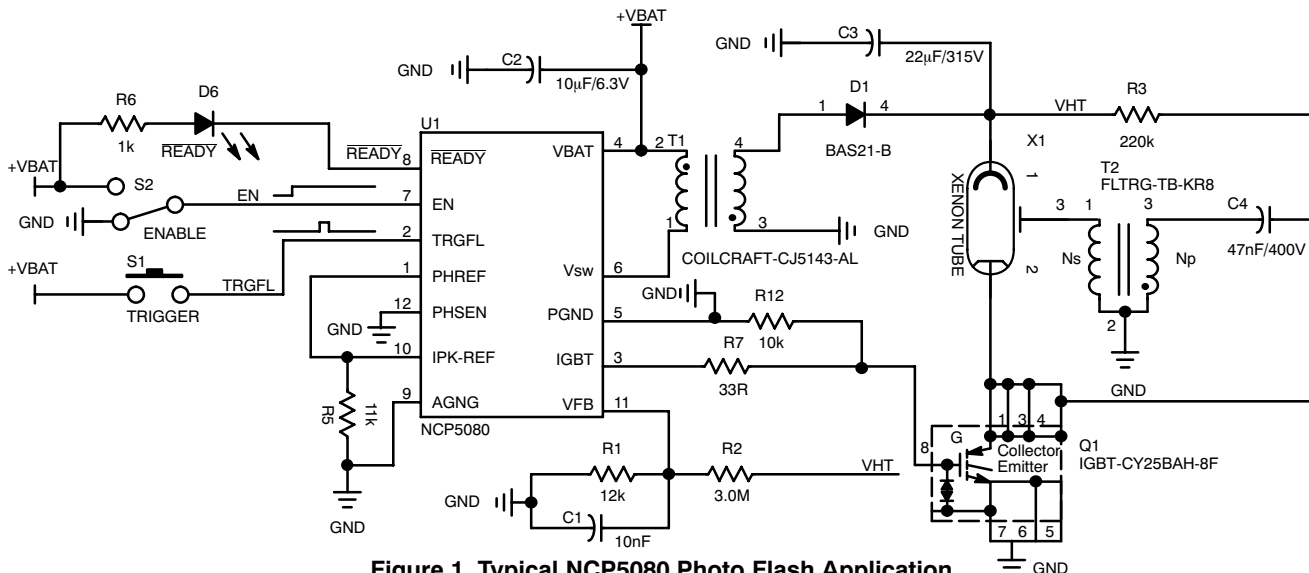 +VBAT
GND
C2
10µF/6.3V
GND
C3
22µF/315V
R6
1k
D6
READY
+VBAT
S2
GND
ENABLE
EN
S1
+VBAT
TRIGGER
TRGFL
U1
READY
8
READY
7
EN
2
TRGFL
1
PHREF
12
PHSEN
GND
10
IPK-REF
9
AGNG
NCP5080
VBAT
4
Vsw
6
PGND
5
IGBT
3
VFB
11
R5
11k
GND
2
T1
4
1
3
GND
COILCRAFT-CJ5143-AL
1
D1
4
BAS21-B
VHT
R3
220k
X1
XENON TUBE
1
2
T2
FLTRG-TB-KR8
3
1
3
Ns
Np
2
C4
47nF/400V
GND
R12
10k
R7
33R
R1
12k
R2
3.0M
VHT
GND
C1
10nF
GND
1
3
4
8
G
Collector
Emitter
Q1
IGBT-CY25BAH-8F
7
6
5
GND
Figure 1. Typical NCP5080 Photo Flash Application